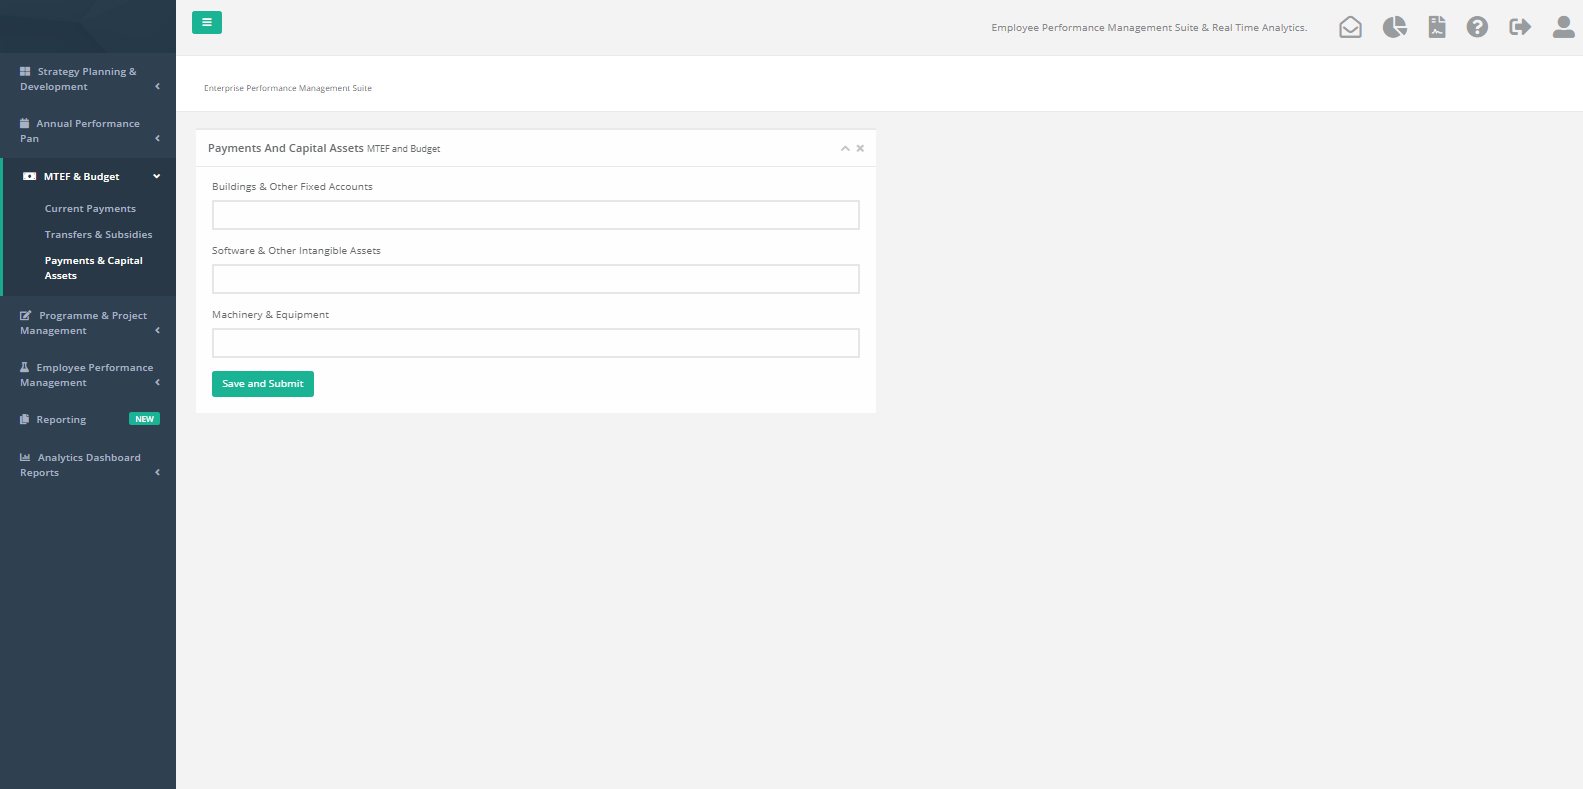 Employee Performance Management Suite & Real Time Analytics.
Enterprise Performance Management Suite
Strategy Planning &
Development
Annual Performance
Pan
MTEF & Budget
Current Payments
Transfers & Subsidies
Payments & Capital
Assets
Programme & Project
Management
Employee Performance
Management
Reporting NEW
Analytics Dashboard
Reports
Payments And Capital Assets MTEF and Budget
Buildings & Other Fixed Accounts
Software & Other Intangible Assets
Machinery & Equipment
Save and Submit